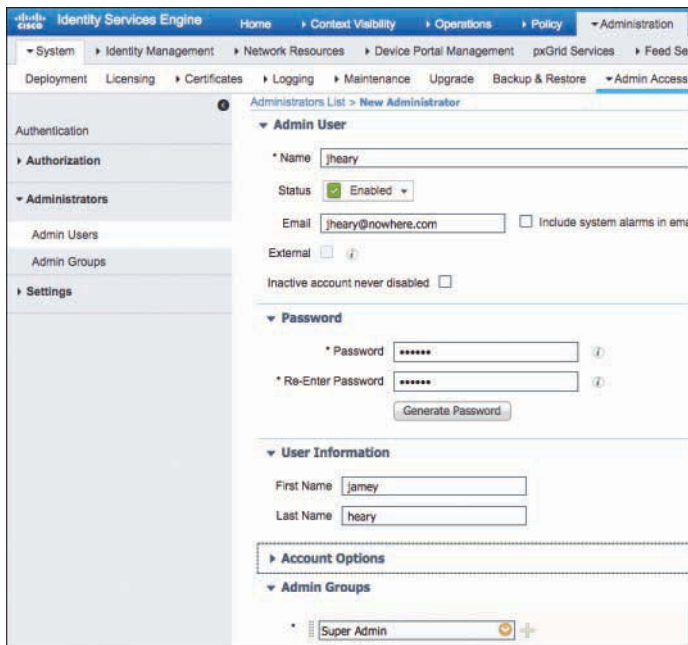 cisco Identity Services Engine Home Context Visibility Operations Policy Administration
System Identity Management Network Resources Device Portal Management pxGrid Services Feed Se
Deployment Licensing Certificates Logging Maintenance Upgrade Backup & Restore Admin Access
Administrators List > New Administrator
Authentication
Authorization
Administrators
Admin Users
Admin Groups
Settings
Admin User
* Name jheary
Status Enabled
Email jheary@nowhere.com Include system alarms in ema
External i
Inactive account never disabled
Password
* Password •••••• i
* Re-Enter Password •••••• i
Generate Password
User Information
First Name jamey
Last Name heary
Account Options
Admin Groups
* Super Admin